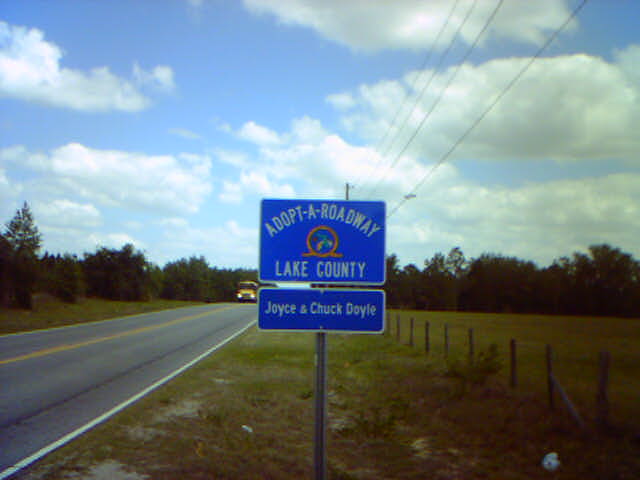 ADOPT-A-ROADWAY
LAKE COUNTY
Joyce & Chuck Doyle